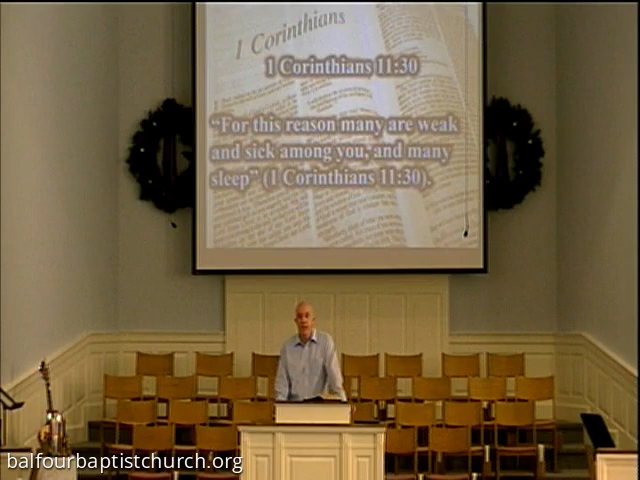 1 Corinthians
1 Corinthians 11:30
“For this reason many are weak
and sick among you, and many
sleep” (1 Corinthians 11:30).
balfourbaptistchurch.org